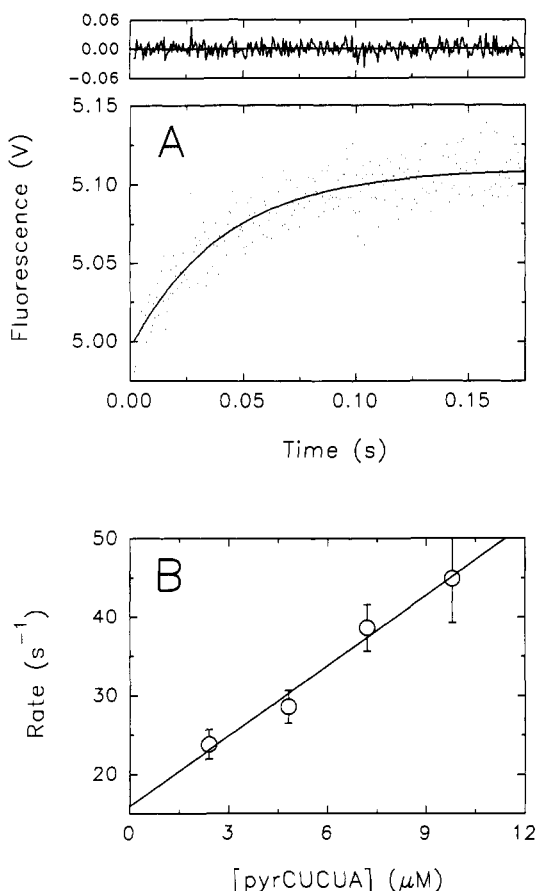 0.06
0.00
-0.06
A
Fluorescence (V)
5.15
5.10
5.05
5.00
0.00 0.05 0.10 0.15
Time (s)
B
Rate (s⁻¹)
50
40
30
20
0 3 6 9 12
[pyrCUCUA] (μM)